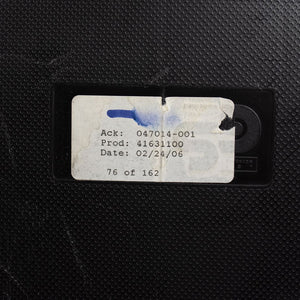 Ack: 047014-001
Prod: 41631100
Date: 02/24/06
76 of 162